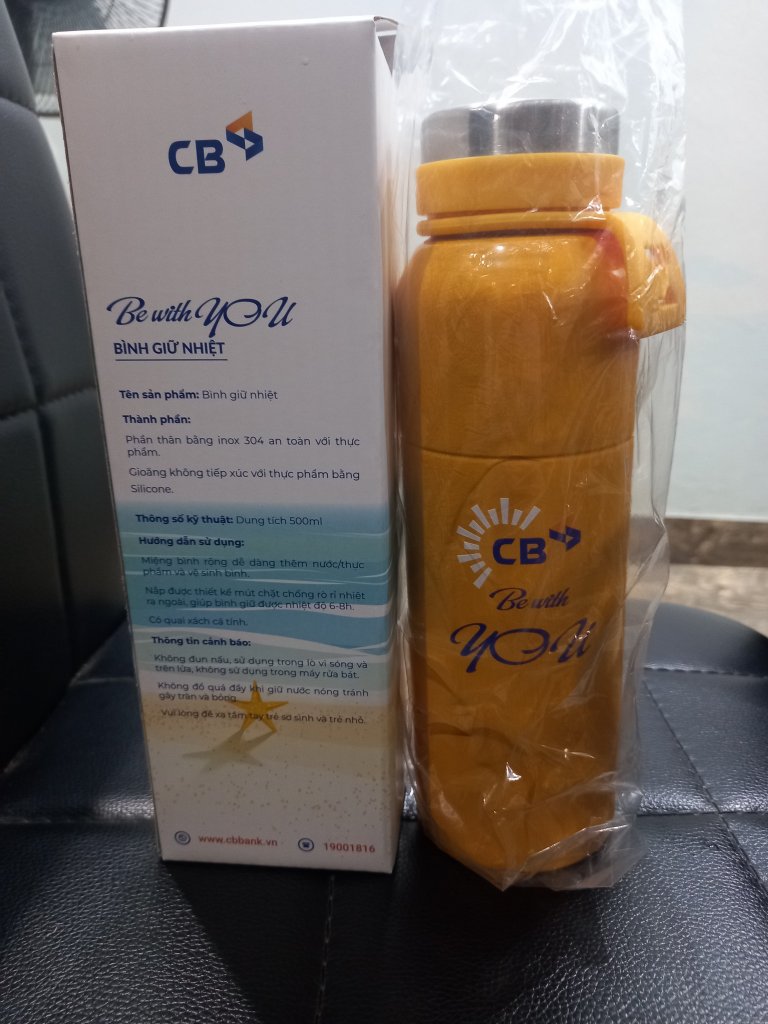 CB
Be with YOU
BÌNH GIỮ NHIỆT
Tên sản phẩm: Bình giữ nhiệt
Thành phần:
Phần thân bằng inox 304 an toàn với thực
phẩm.
Gioăng không tiếp xúc với thực phẩm bằng
Silicone.
Thông số kỹ thuật: Dung tích 500ml
Hướng dẫn sử dụng:
Miệng bình rộng dễ dàng thêm nước/thực
phẩm và vệ sinh bình.
Nắp được thiết kế mút chặt chống rò rỉ nhiệt
ra ngoài, giúp bình giữ được nhiệt độ 6-8h.
Có quai xách cá tính.
Thông tin cảnh báo:
Không đun nấu, sử dụng trong lò vi sóng và
trên lửa, không sử dụng trong máy rửa bát.
Không đổ quá đầy khi giữ nước nóng tránh
gây tràn và bỏng.
Vui lòng để xa tầm tay trẻ sơ sinh và trẻ nhỏ.
www.cbbank.vn
19001816
CB
Be with
YOU